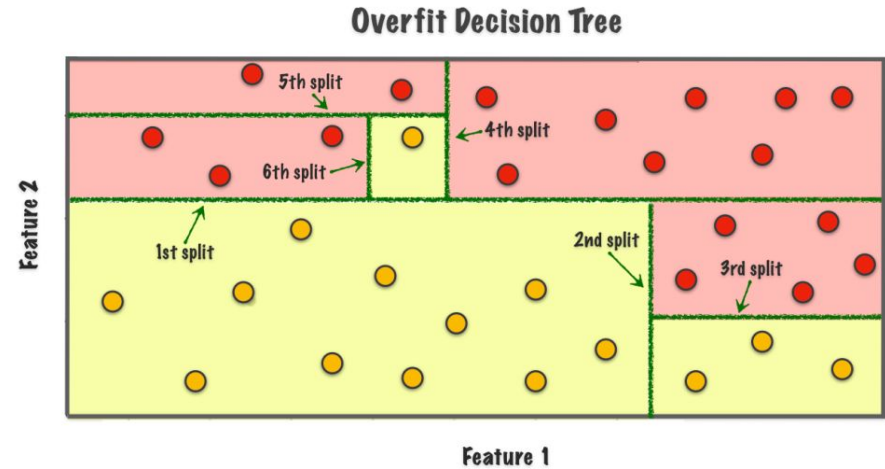 Overfit Decision Tree
5th split
4th split
6th split
1st split
2nd split
3rd split
Feature 2
Feature 1